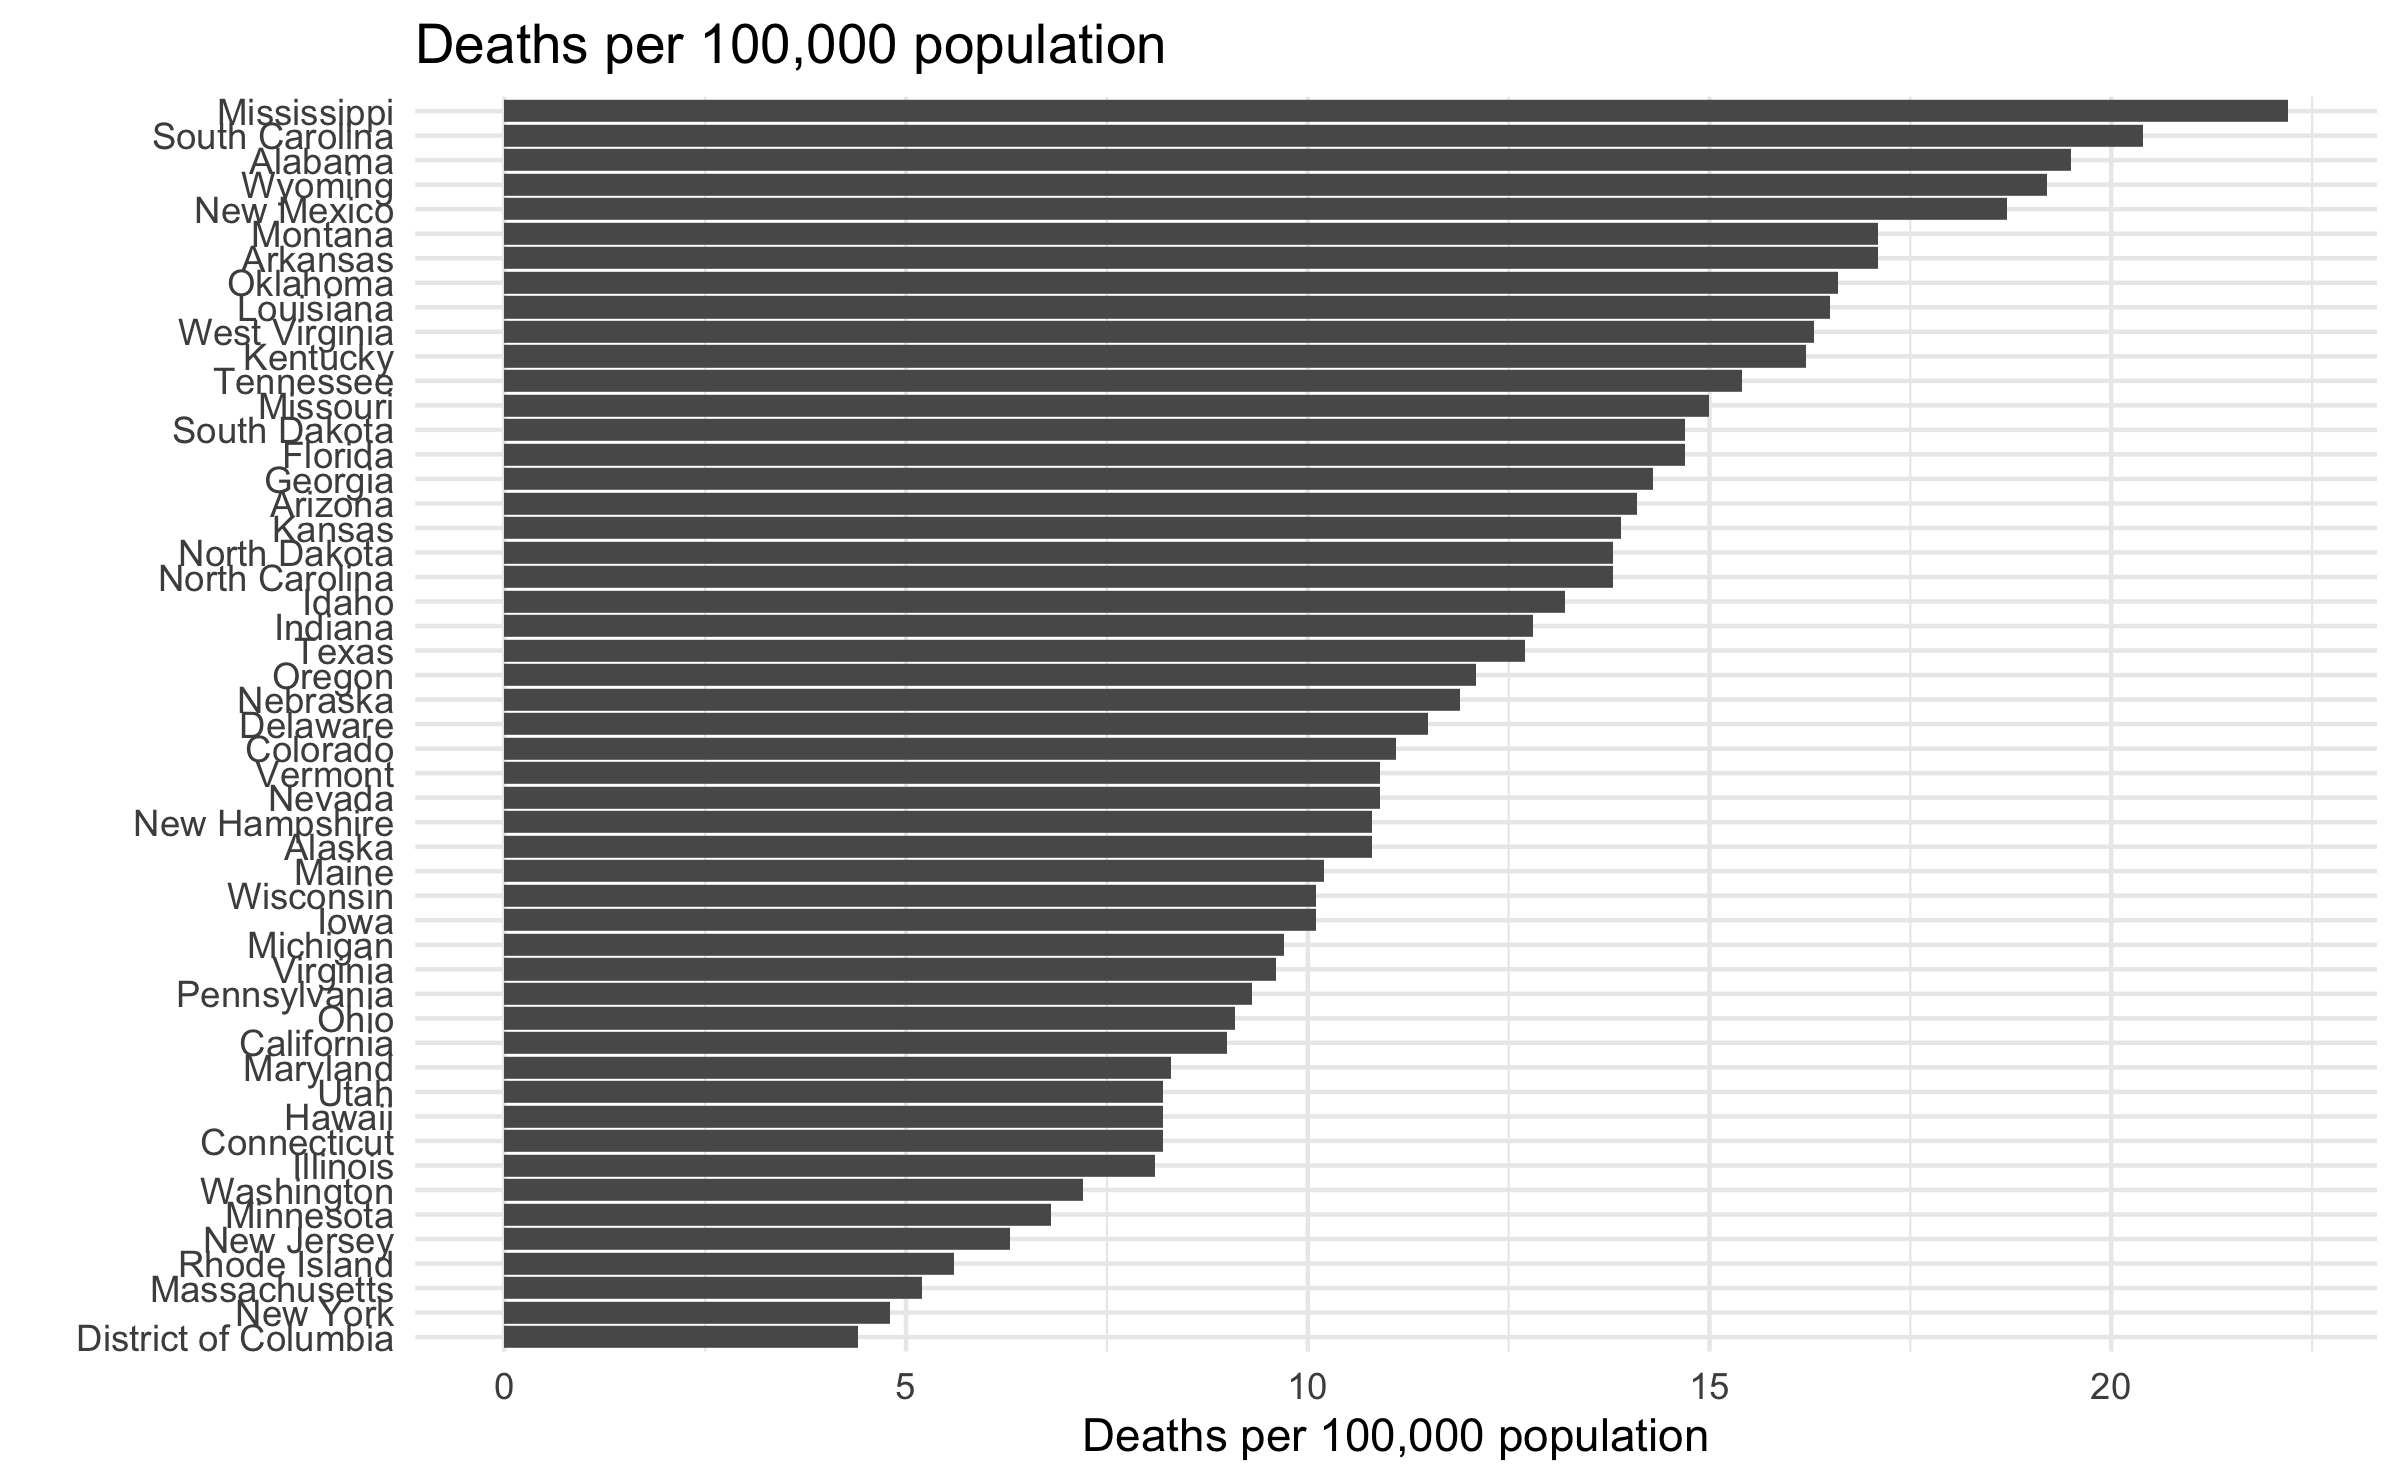 Deaths per 100,000 population
Mississippi
South Carolina
Alabama
Wyoming
New Mexico
Montana
Arkansas
Oklahoma
Louisiana
West Virginia
Kentucky
Tennessee
Missouri
South Dakota
Florida
Georgia
Arizona
Kansas
North Dakota
North Carolina
Idaho
Indiana
Texas
Oregon
Nebraska
Delaware
Colorado
Vermont
Nevada
New Hampshire
Alaska
Maine
Wisconsin
Iowa
Michigan
Virginia
Pennsylvania
Ohio
California
Maryland
Utah
Hawaii
Connecticut
Illinois
Washington
Minnesota
New Jersey
Rhode Island
Massachusetts
New York
District of Columbia
0 5 10 15 20
Deaths per 100,000 population